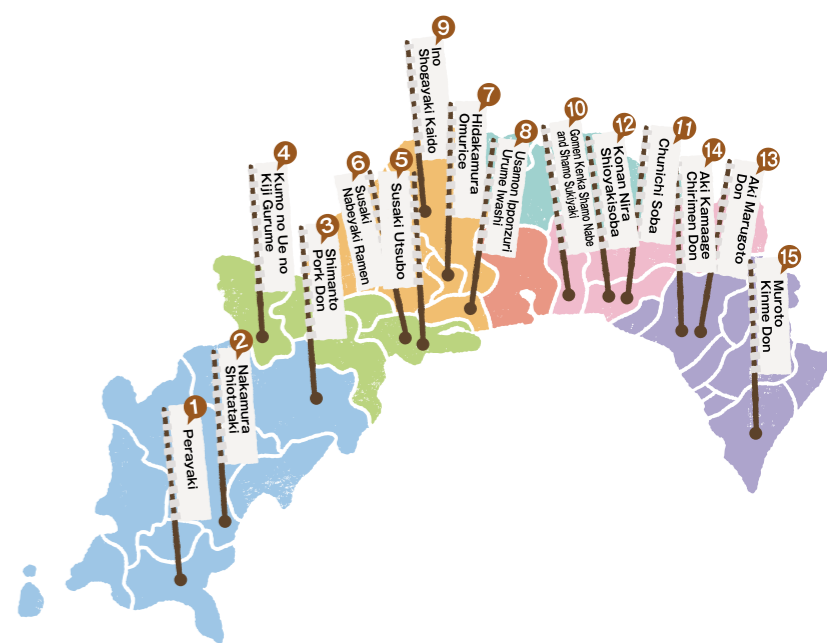 1
Perayaki
2
Nakamura
Shiotataki
3
Shimanto
Pork Don
4
Kumo no Ue no
Kiji Gurume
5
Susaki Utsubo
6
Susaki
Nabeyaki Ramen
7
Hidakamura
Omurice
8
Usamon Ipponzuri
Urume Iwashi
9
Ino
Shogayaki Kaido
10
Gomen Kenka Shamo Nabe
and Shamo Sukiyaki
11
Chunichi Soba
12
Konan Nira
Shioyakisoba
13
Aki Marugoto
Don
14
Aki Kamaage
Chirimen Don
15
Muroto
Kinme Don